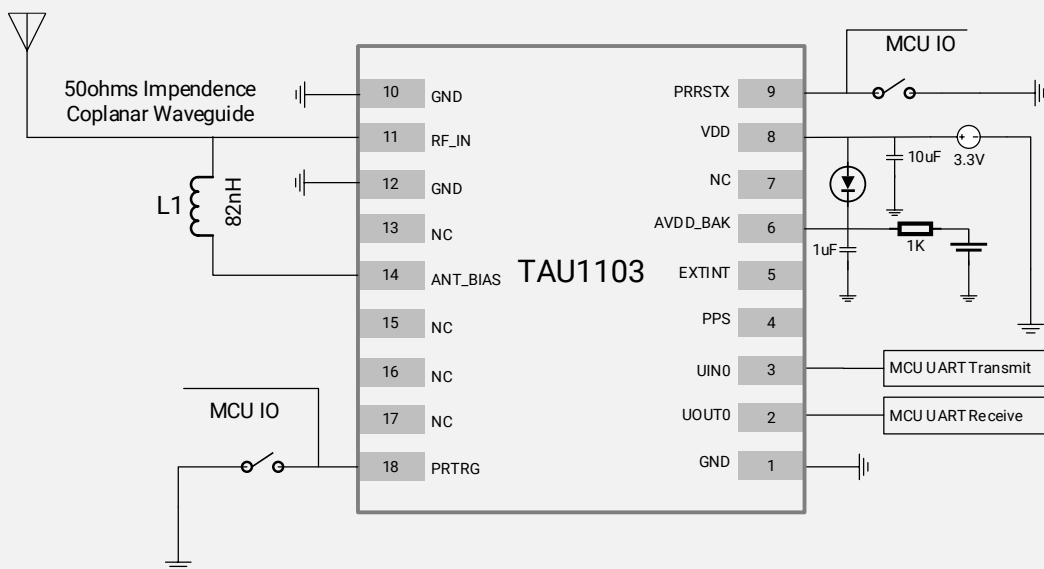 50ohms Impendence
Coplanar Waveguide
L1
82nH
MCU IO
10 GND
11 RF_IN
12 GND
13 NC
14 ANT_BIAS
15 NC
16 NC
17 NC
18 PRTRG
TAU1103
PRRSTX 9
VDD 8
NC 7
AVDD_BAK 6
EXTINT 5
PPS 4
UIN0 3
UOUT0 2
GND 1
MCU IO
10uF
3.3V
1uF
1K
MCU UART Transmit
MCU UART Receive